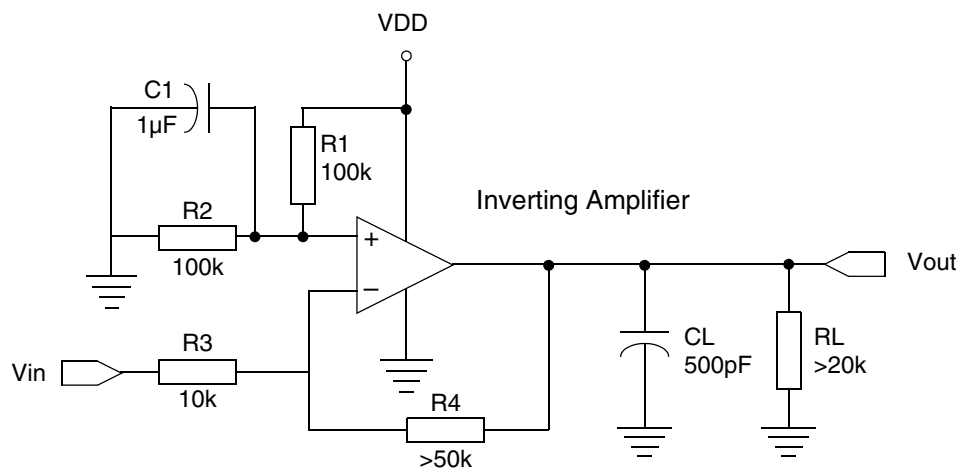 VDD
C1
1µF
R1
100k
Inverting Amplifier
R2
100k
+
−
Vout
R3
10k
Vin
CL
500pF
RL
>20k
R4
>50k